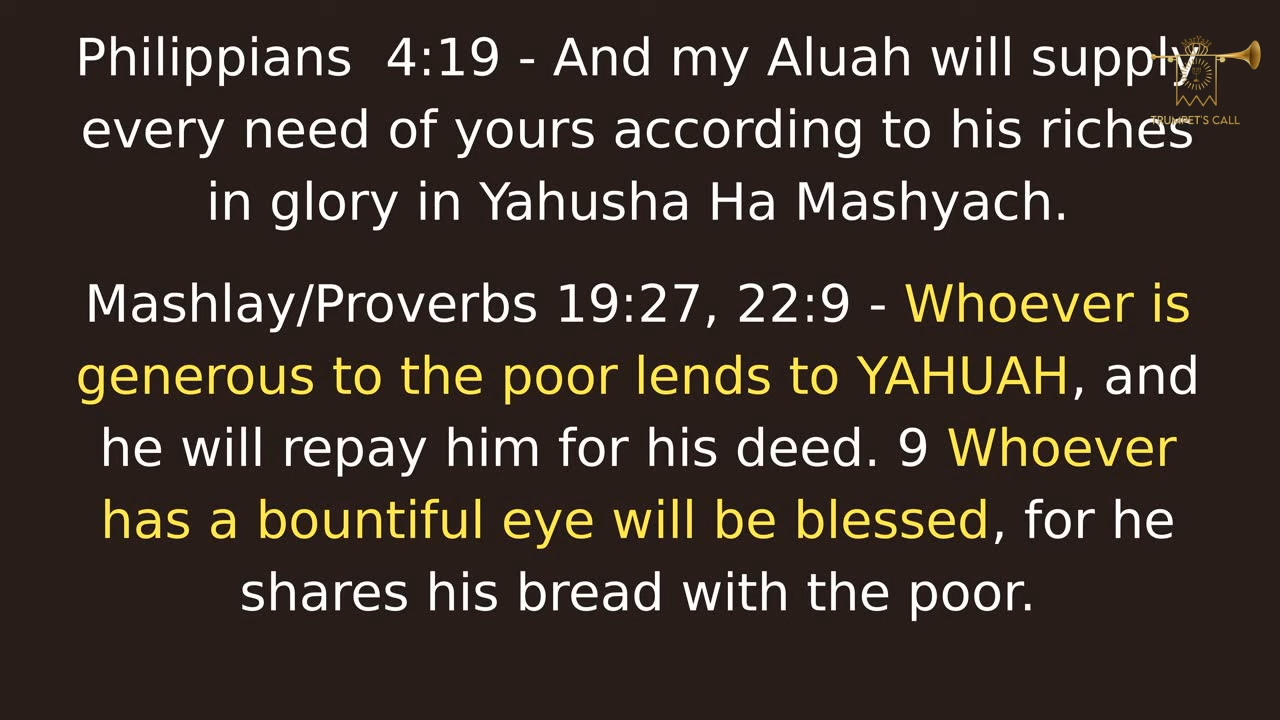 Philippians  4:19 - And my Aluah will supply
every need of yours according to his riches
in glory in Yahusha Ha Mashyach.
Mashlay/Proverbs 19:27, 22:9 - Whoever is
generous to the poor lends to YAHUAH, and
he will repay him for his deed. 9 Whoever
has a bountiful eye will be blessed, for he
shares his bread with the poor.
TRUMPET'S CALL